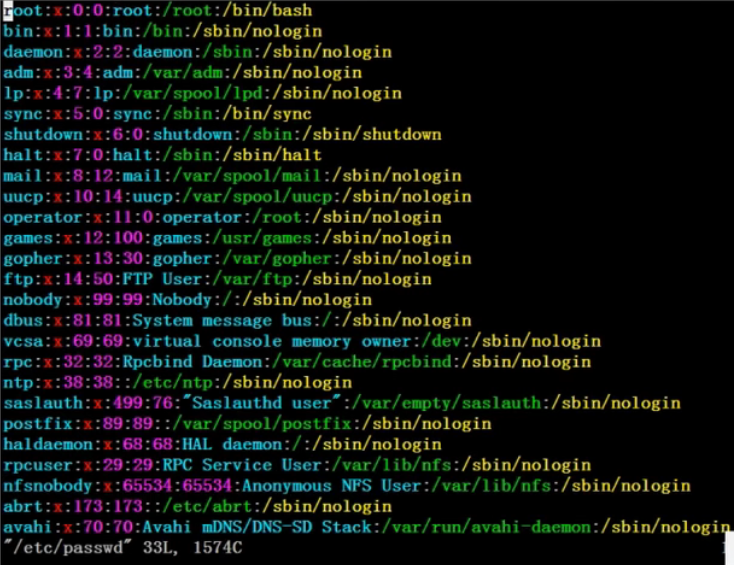 root:x:0:0:root:/root:/bin/bash
bin:x:1:1:bin:/bin:/sbin/nologin
daemon:x:2:2:daemon:/sbin:/sbin/nologin
adm:x:3:4:adm:/var/adm:/sbin/nologin
lp:x:4:7:lp:/var/spool/lpd:/sbin/nologin
sync:x:5:0:sync:/sbin:/bin/sync
shutdown:x:6:0:shutdown:/sbin:/sbin/shutdown
halt:x:7:0:halt:/sbin:/sbin/halt
mail:x:8:12:mail:/var/spool/mail:/sbin/nologin
uucp:x:10:14:uucp:/var/spool/uucp:/sbin/nologin
operator:x:11:0:operator:/root:/sbin/nologin
games:x:12:100:games:/usr/games:/sbin/nologin
gopher:x:13:30:gopher:/var/gopher:/sbin/nologin
ftp:x:14:50:FTP User:/var/ftp:/sbin/nologin
nobody:x:99:99:Nobody:/:/sbin/nologin
dbus:x:81:81:System message bus:/:/sbin/nologin
vcsa:x:69:69:virtual console memory owner:/dev:/sbin/nologin
rpc:x:32:32:Rpcbind Daemon:/var/cache/rpcbind:/sbin/nologin
ntp:x:38:38::/etc/ntp:/sbin/nologin
saslauth:x:499:76:"Saslauthd user":/var/empty/saslauth:/sbin/nologin
postfix:x:89:89::/var/spool/postfix:/sbin/nologin
haldaemon:x:68:68:HAL daemon:/:/sbin/nologin
rpcuser:x:29:29:RPC Service User:/var/lib/nfs:/sbin/nologin
nfsnobody:x:65534:65534:Anonymous NFS User:/var/lib/nfs:/sbin/nologin
abrt:x:173:173::/etc/abrt:/sbin/nologin
avahi:x:70:70:Avahi mDNS/DNS-SD Stack:/var/run/avahi-daemon:/sbin/nologin
"/etc/passwd" 33L, 1574C